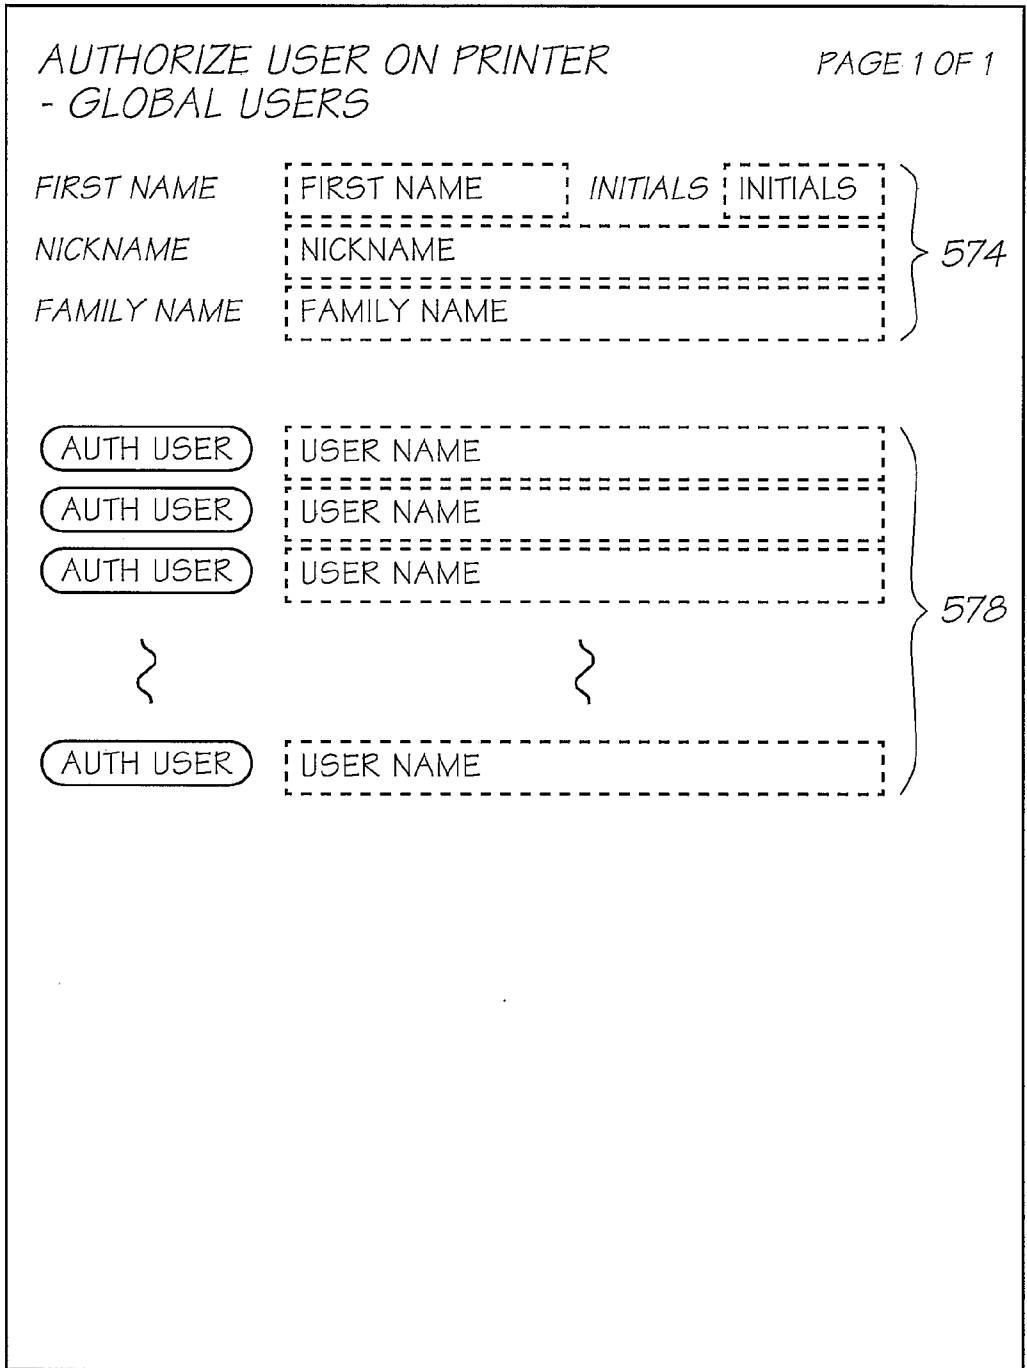 AUTHORIZE USER ON PRINTER PAGE 1 OF 1
- GLOBAL USERS
FIRST NAME FIRST NAME INITIALS INITIALS
NICKNAME NICKNAME 574
FAMILY NAME FAMILY NAME
AUTH USER USER NAME
AUTH USER USER NAME
AUTH USER USER NAME
578
AUTH USER USER NAME